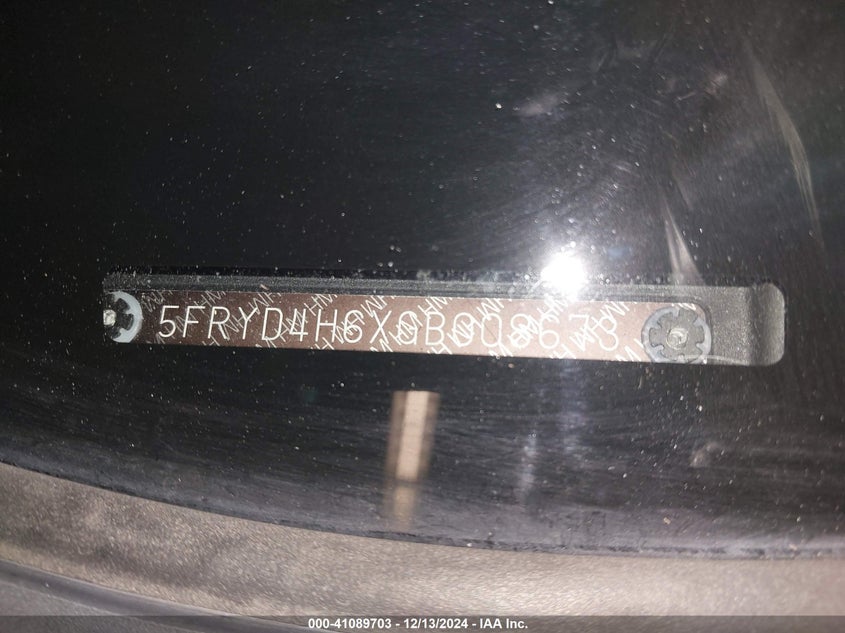 5FRYD4H6XGB008673
000-41089703 - 12/13/2024 - IAA Inc.